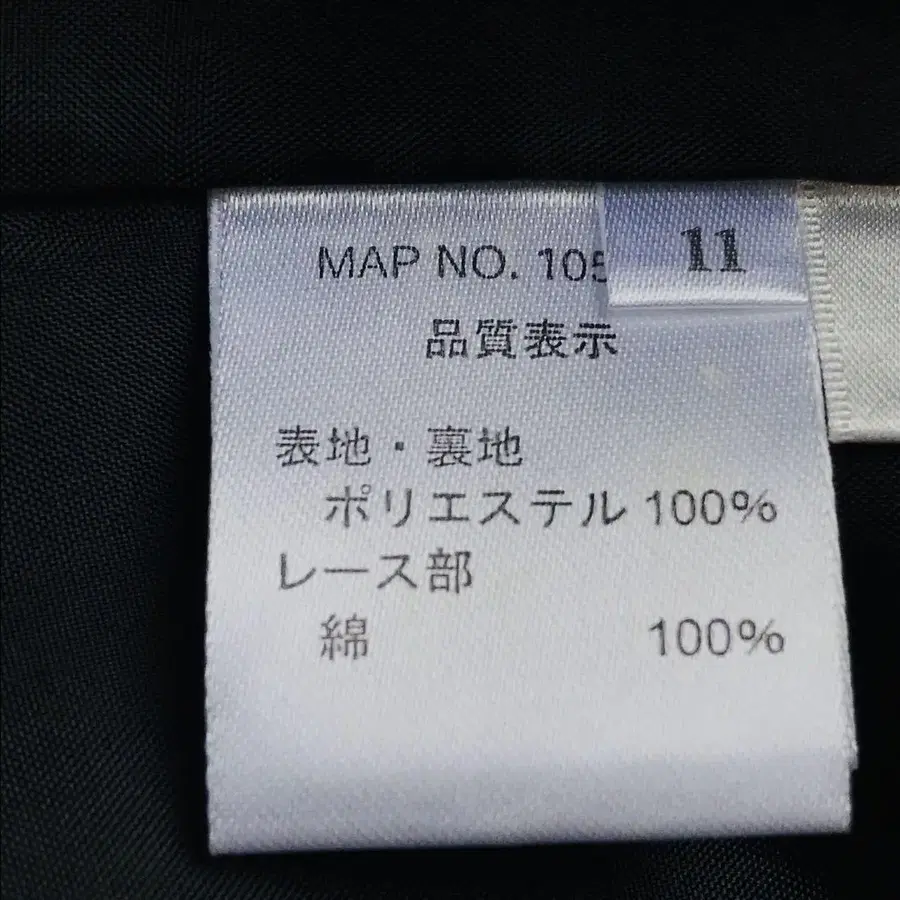 MAP NO. 105
11
品質表示
表地・裏地
ポリエステル 100%
レース部
綿 100%